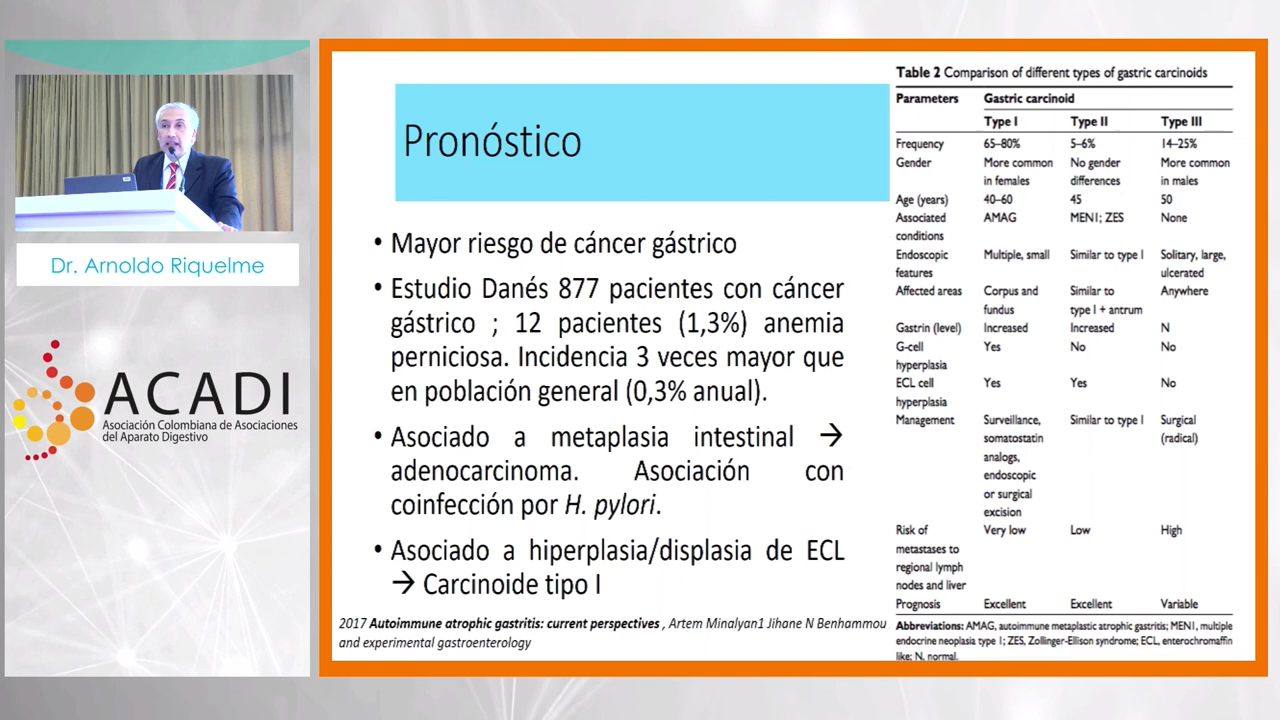 Dr. Arnoldo Riquelme
ACADI
Asociación Colombiana de Asociaciones
del Aparato Digestivo
Pronóstico
• Mayor riesgo de cáncer gástrico
• Estudio Danés 877 pacientes con cáncer
gástrico ; 12 pacientes (1,3%) anemia
perniciosa. Incidencia 3 veces mayor que
en población general (0,3% anual).
• Asociado a metaplasia intestinal →
adenocarcinoma. Asociación con
coinfección por H. pylori.
• Asociado a hiperplasia/displasia de ECL
→ Carcinoide tipo I
2017 Autoimmune atrophic gastritis: current perspectives , Artem Minalyan1 Jihane N Benhammou
and experimental gastroenterology
Table 2 Comparison of different types of gastric carcinoids
Parameters Gastric carcinoid
Type I Type II Type III
Frequency 65–80% 5–6% 14–25%
Gender More common No gender More common
in females differences in males
Age (years) 40–60 45 50
Associated AMAG MEN1; ZES None
conditions
Endoscopic Multiple, small Similar to type I Solitary, large,
features ulcerated
Affected areas Corpus and Similar to Anywhere
fundus type I + antrum
Gastrin (level) Increased Increased N
G-cell Yes No No
hyperplasia
ECL cell Yes Yes No
hyperplasia
Management Surveillance, Similar to type I Surgical
somatostatin (radical)
analogs,
endoscopic
or surgical
excision
Risk of Very low Low High
metastases to
regional lymph
nodes and liver
Prognosis Excellent Excellent Variable
Abbreviations: AMAG, autoimmune metaplastic atrophic gastritis; MEN1, multiple
endocrine neoplasia type 1; ZES, Zollinger-Ellison syndrome; ECL, enterochromaffin
like; N, normal.